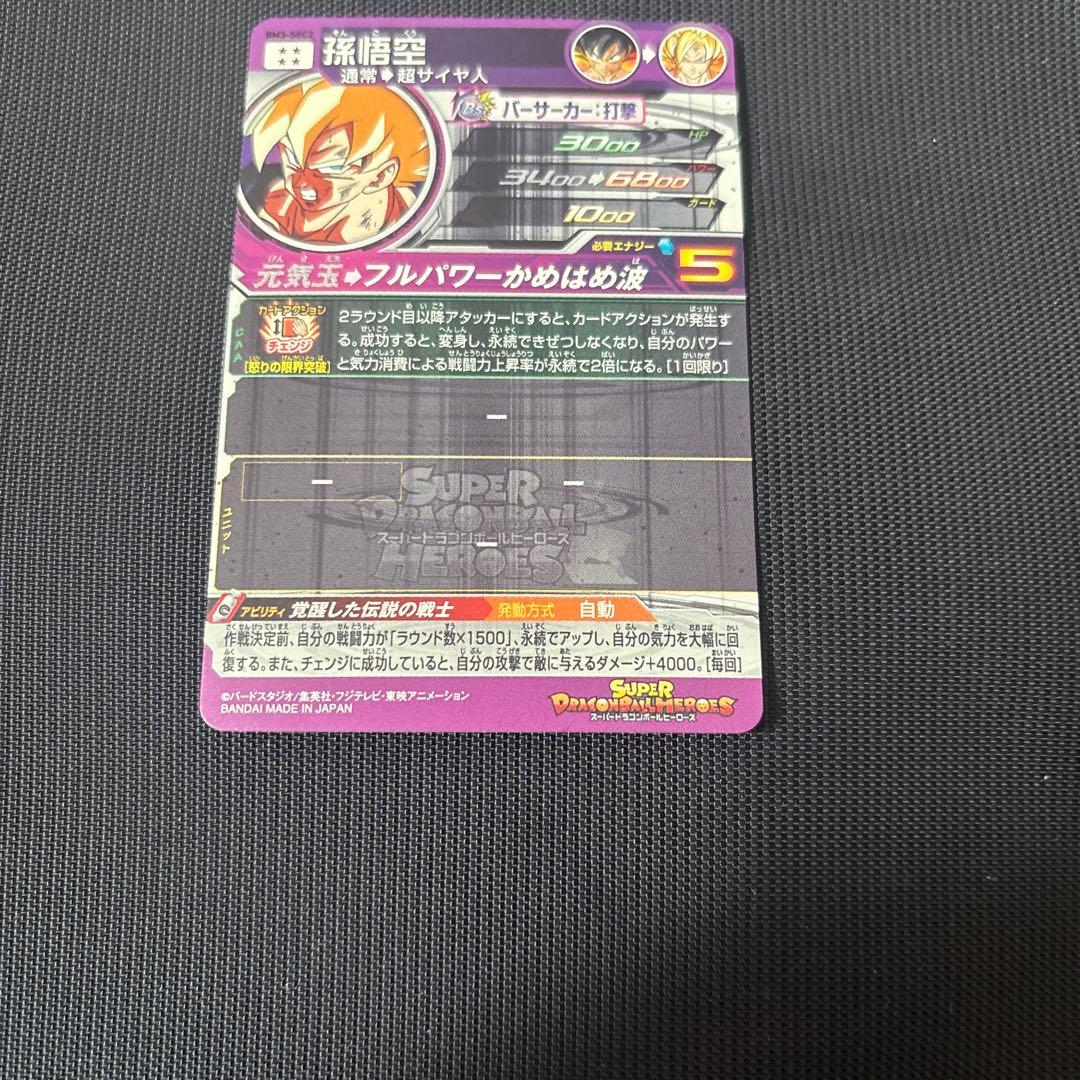 BM3-SEC2
孫悟空
通常➡超サイヤ人
BSr バーサーカー:打撃
3000 HP
3400➡6800 パワー
1000 カード
必要エナジー 5
元気玉➡フルパワーかめはめ波
カードアクション
チェンジ
[怒りの限界突破]
CAA
2ラウンド目以降アタッカーにすると、カードアクションが発生す
る。成功すると、変身し、永続できぜつしなくなり、自分のパワー
と気力消費による戦闘力上昇率が永続で2倍になる。[1回限り]
ー
ー ー
ユニット
SUPER
DRAGONBALL
スーパードラゴンボールヒーローズ
ー
HEROES
アビリティ 覚醒した伝説の戦士 発動方式 自動
作戦決定前、自分の戦闘力が「ラウンド数×1500」、永続でアップし、自分の気力を大幅に回
復する。また、チェンジに成功していると、自分の攻撃で敵に与えるダメージ+4000。[毎回]
©バードスタジオ/集英社・フジテレビ・東映アニメーション
BANDAI MADE IN JAPAN
SUPER
DRAGONBALL HEROES
スーパードラゴンボールヒーローズ